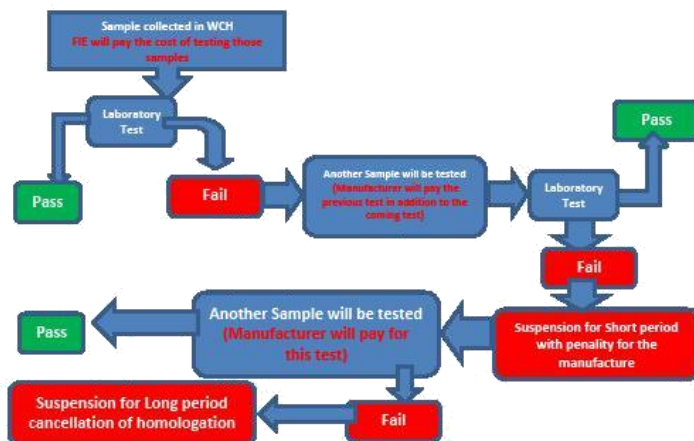 Sample collected in WCH
FIE will pay the cost of testing those
samples
Laboratory
Test
Pass
Fail
Another Sample will be tested
(Manufacturer will pay the
previous test in addition to the
coming test)
Laboratory
Test
Pass
Fail
Suspension for Short period
with penality for the
manufacture
Another Sample will be tested
(Manufacturer will pay for
this test)
Pass
Fail
Suspension for Long period
cancellation of homologation